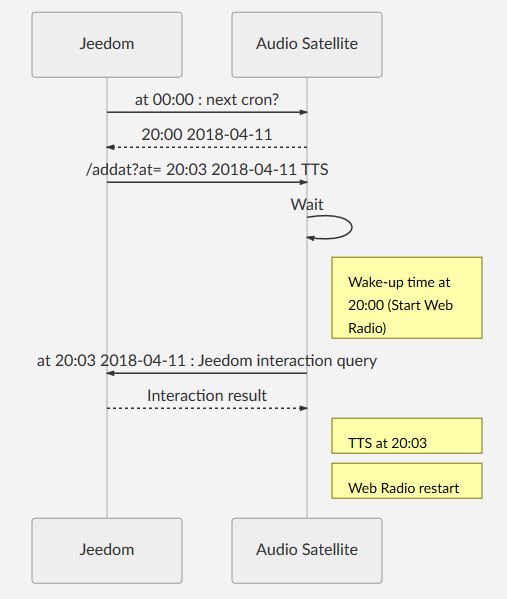 Jeedom
Audio Satellite
at 00:00 : next cron?
20:00 2018-04-11
/addat?at= 20:03 2018-04-11 TTS
Wait
Wake-up time at
20:00 (Start Web
Radio)
at 20:03 2018-04-11 : Jeedom interaction query
Interaction result
TTS at 20:03
Web Radio restart
Jeedom
Audio Satellite